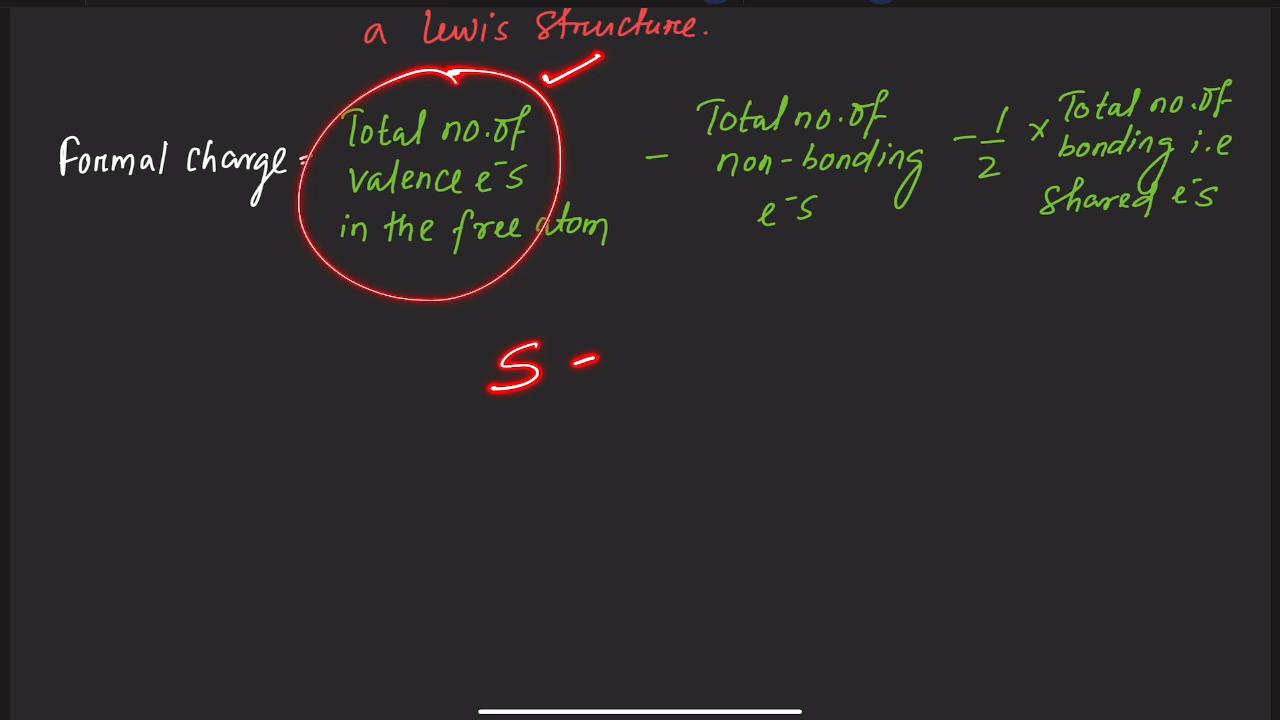 a Lewis Structure.
Formal charge = Total no. of valence e⁻s in the free atom - Total no. of non-bonding e⁻s - 1/2 × Total no. of bonding i.e shared e⁻s
S -